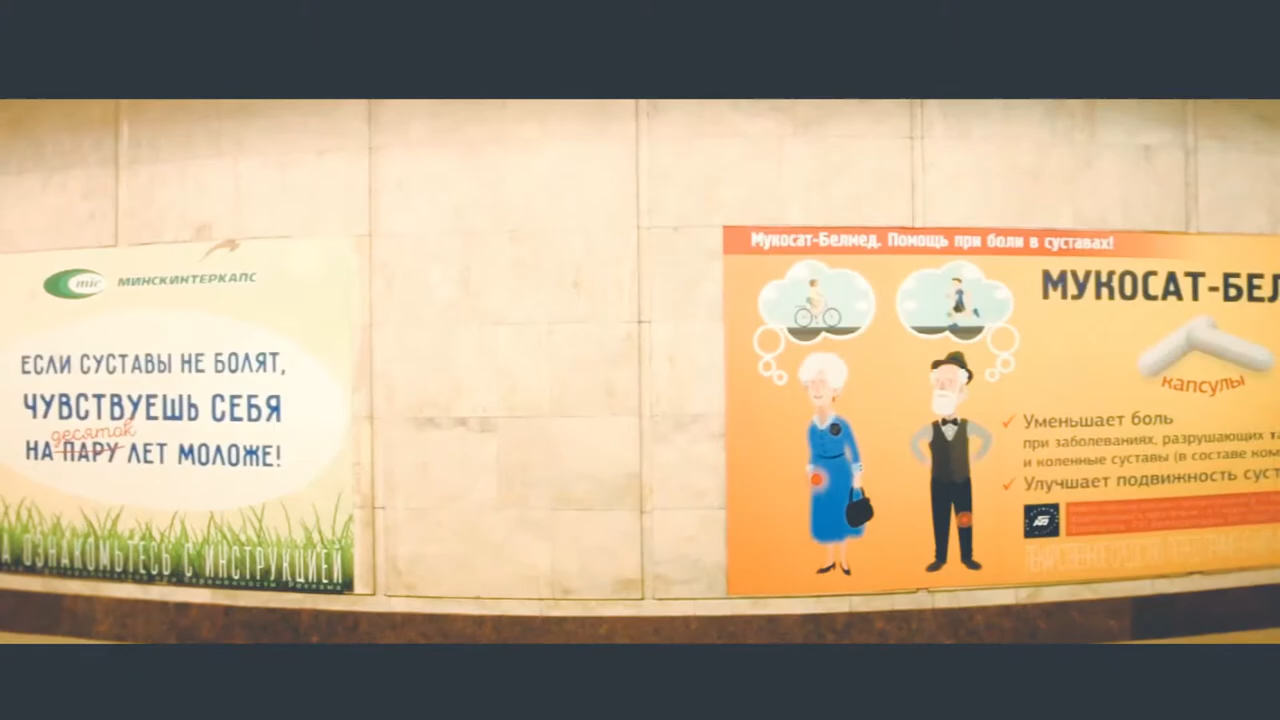 mic МИНСКИНТЕРКАПС
ЕСЛИ СУСТАВЫ НЕ БОЛЯТ,
ЧУВСТВУЕШЬ СЕБЯ
десяток
НА ПАРУ ЛЕТ МОЛОЖЕ!
А ОЗНАКОМЬТЕСЬ С ИНСТРУКЦИЕЙ
Мукосат-Белмед. Помощь при боли в суставах!
МУКОСАТ-БЕЛ
капсулы
✓ Уменьшает боль
при заболеваниях, разрушающих
и коленные суставы (в составе ком
✓ Улучшает подвижность суст